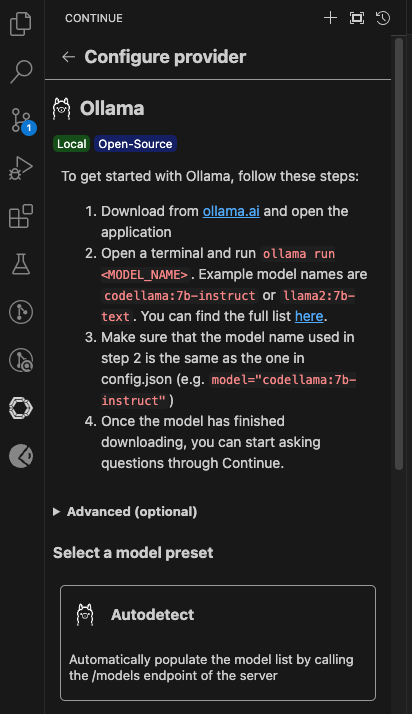 CONTINUE
Configure provider
Ollama
Local Open-Source
To get started with Ollama, follow these steps:
1. Download from ollama.ai and open the
application
2. Open a terminal and run ollama run
<MODEL_NAME>. Example model names are
codellama:7b-instruct or llama2:7b-
text. You can find the full list here.
3. Make sure that the model name used in
step 2 is the same as the one in
config.json (e.g. model="codellama:7b-
instruct")
4. Once the model has finished
downloading, you can start asking
questions through Continue.
1
Advanced (optional)
Select a model preset
Autodetect
Automatically populate the model list by calling
the /models endpoint of the server